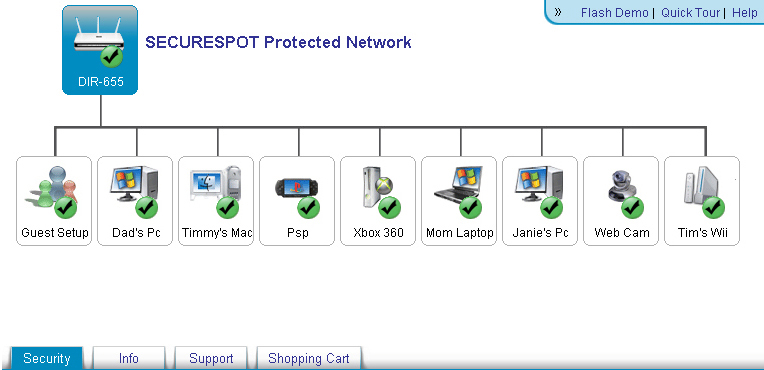 » Flash Demo | Quick Tour | Help
SECURESPOT Protected Network
DIR-655
Guest Setup Dad's Pc Timmy's Mac Psp Xbox 360 Mom Laptop Janie's Pc Web Cam Tim's Wii
Security Info Support Shopping Cart